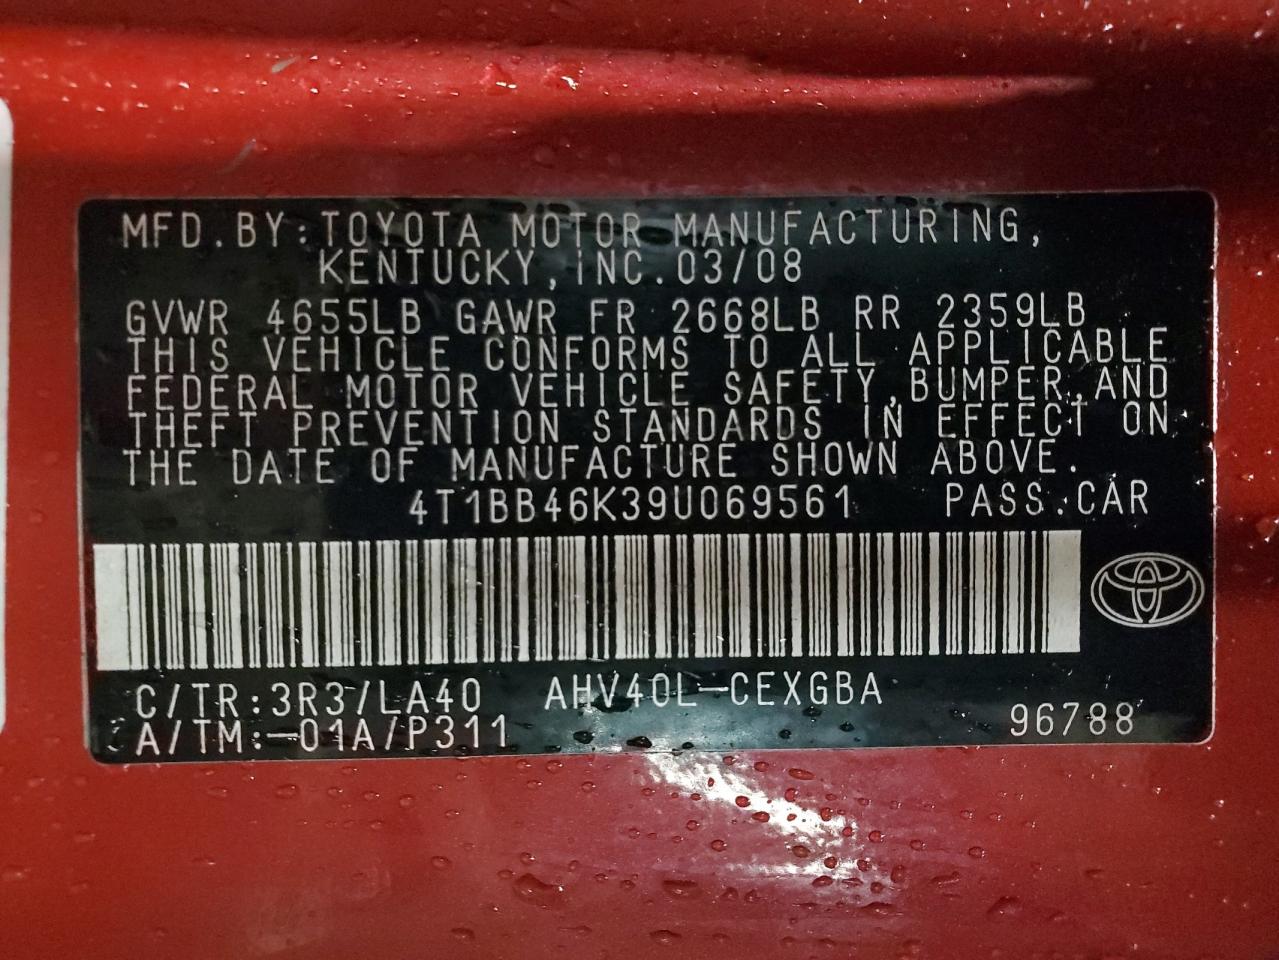 MFD.BY:TOYOTA MOTOR MANUFACTURING,
KENTUCKY,INC.03/08
GVWR 4655LB GAWR FR 2668LB RR 2359LB
THIS VEHICLE CONFORMS TO ALL APPLICABLE
FEDERAL MOTOR VEHICLE SAFETY,BUMPER,AND
THEFT PREVENTION STANDARDS IN EFFECT ON
THE DATE OF MANUFACTURE SHOWN ABOVE.
4T1BB46K39U069561 PASS.CAR
C/TR:3R3/LA40 AHV40L-CEXGBA
A/TM:-01A/P311 96788